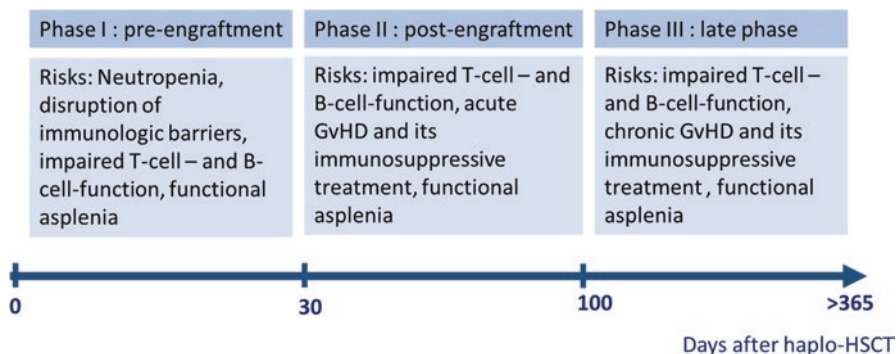 Phase I : pre-engraftment
Risks: Neutropenia,
disruption of
immunologic barriers,
impaired T-cell – and B-
cell-function, functional
asplenia
Phase II : post-engraftment
Risks: impaired T-cell – and
B-cell-function, acute
GvHD and its
immunosuppressive
treatment, functional
asplenia
Phase III : late phase
Risks: impaired T-cell –
and B-cell-function,
chronic GvHD and its
immunosuppressive
treatment , functional
asplenia
0
30
100
>365
Days after haplo-HSCT